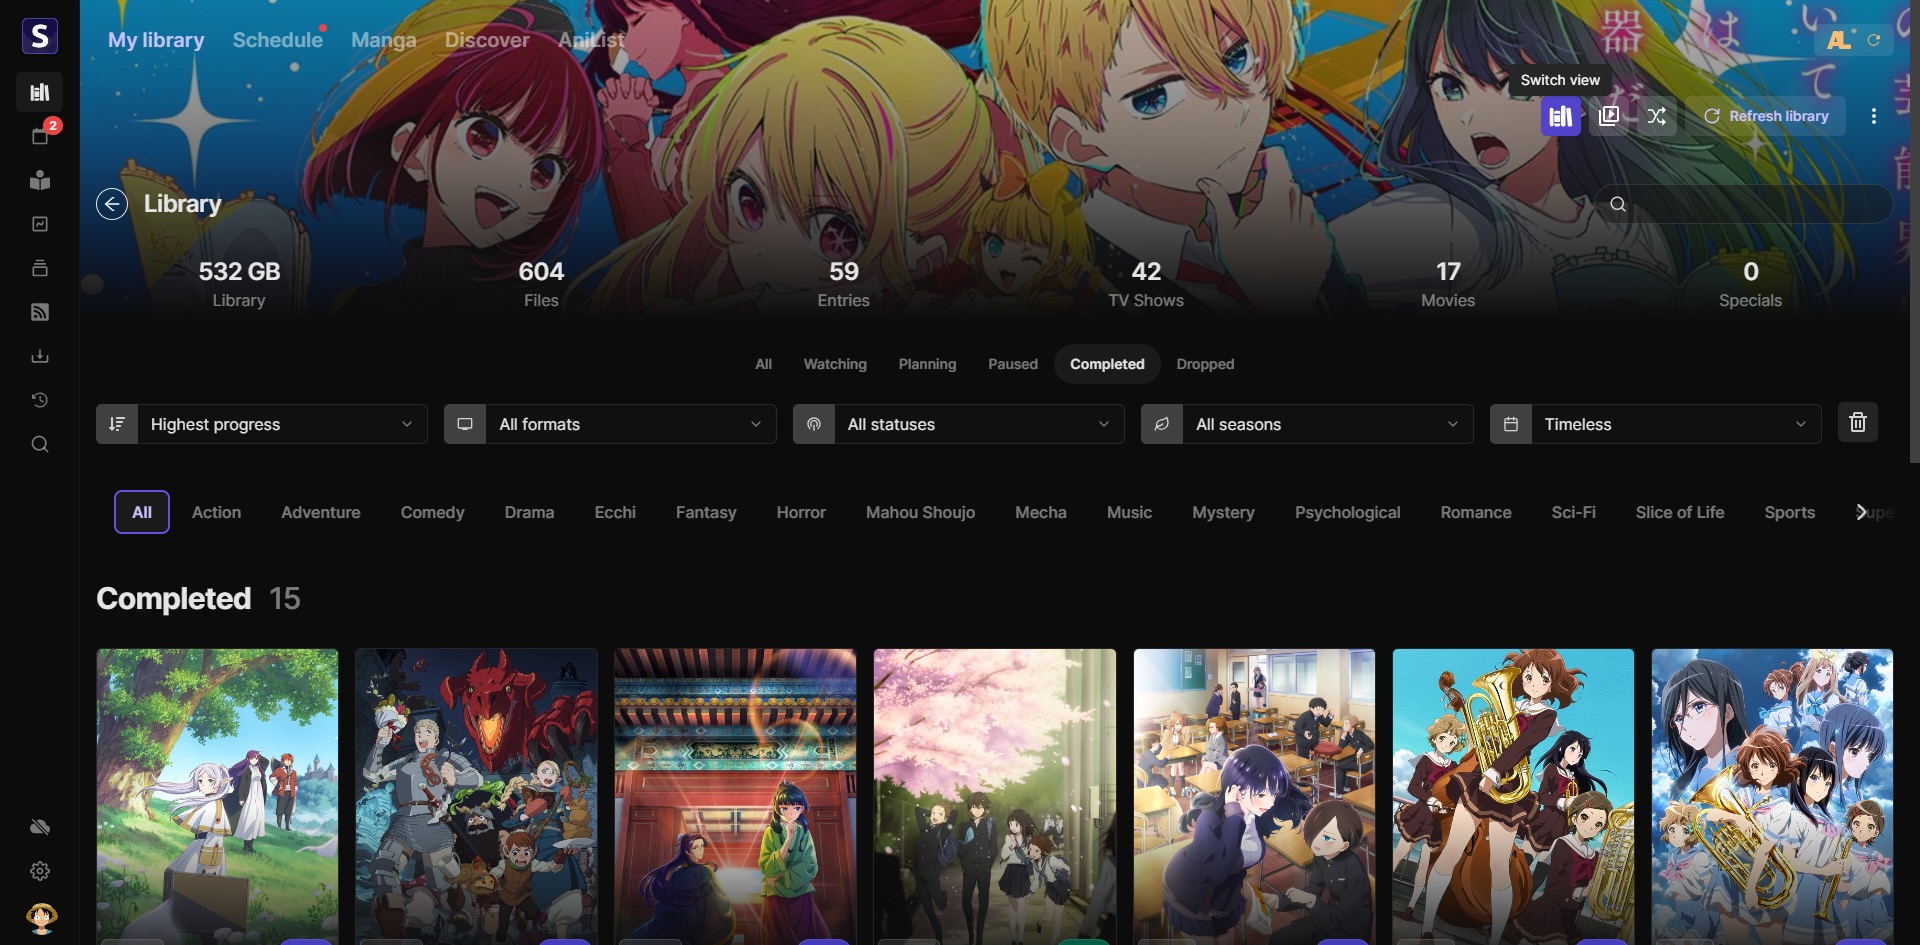 S
My library Schedule Manga Discover AniList
AL
2
Switch view
Refresh library
Library
532 GB 604 59 42 17 0
Library Files Entries TV Shows Movies Specials
All Watching Planning Paused Completed Dropped
Highest progress All formats All statuses All seasons Timeless
All Action Adventure Comedy Drama Ecchi Fantasy Horror Mahou Shoujo Mecha Music Mystery Psychological Romance Sci-Fi Slice of Life Sports Supe
Completed 15